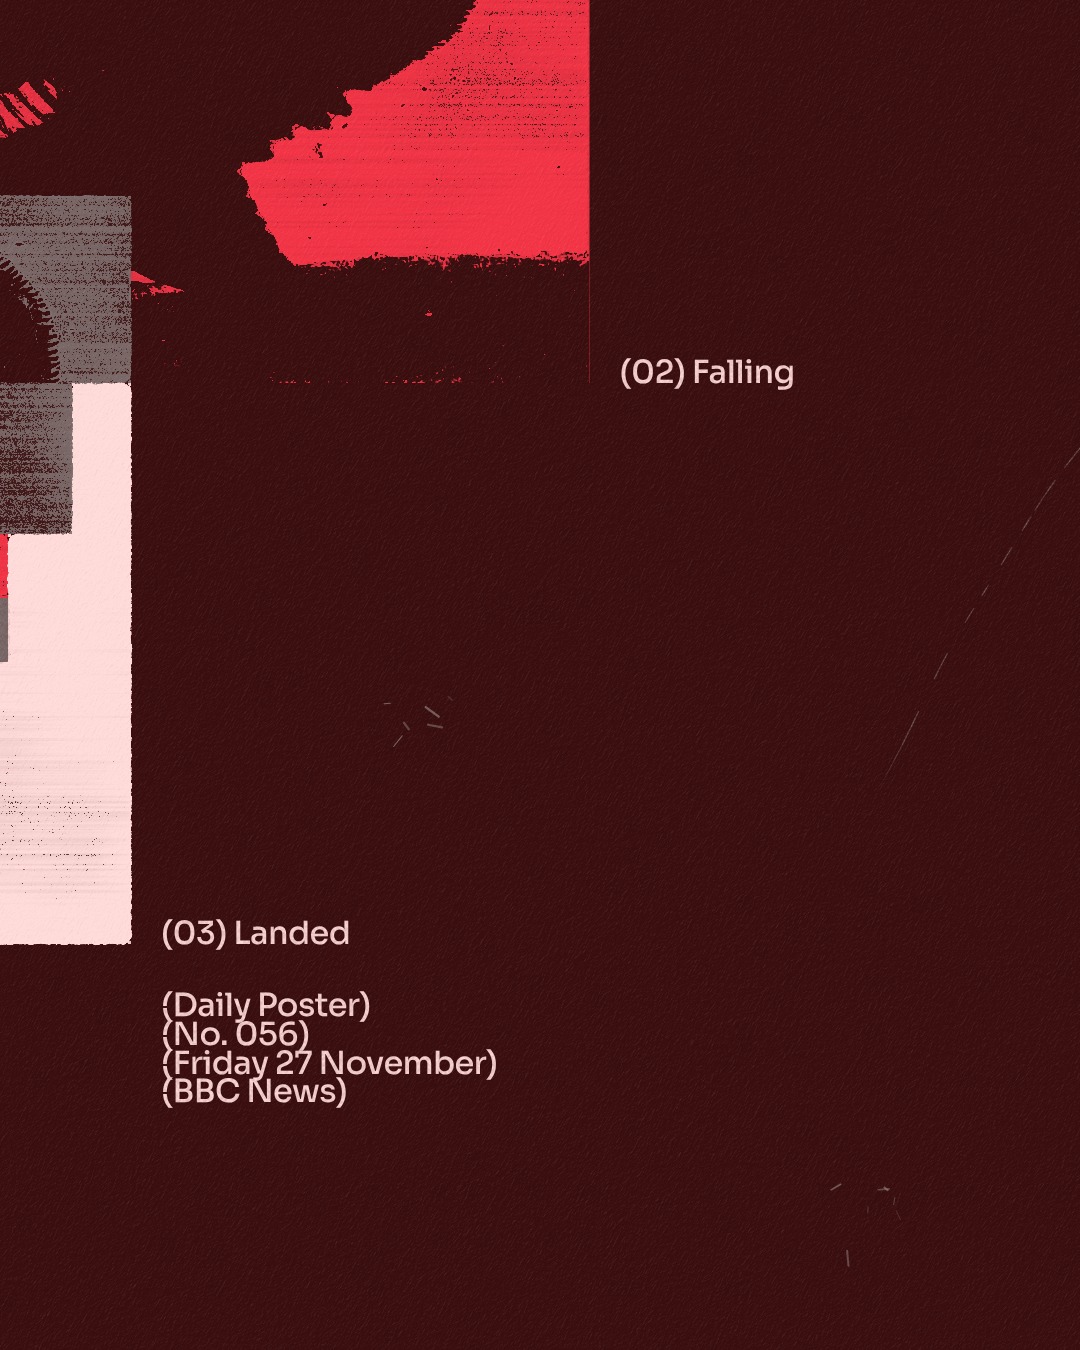 (02) Falling
(03) Landed
(Daily Poster)
(No. 056)
(Friday 27 November)
(BBC News)